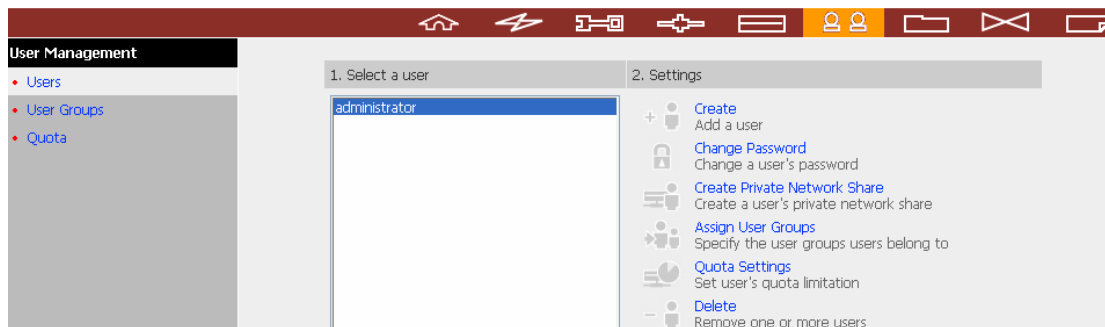 User Management
Users
User Groups
Quota
1. Select a user
administrator
2. Settings
Create
Add a user
Change Password
Change a user's password
Create Private Network Share
Create a user's private network share
Assign User Groups
Specify the user groups users belong to
Quota Settings
Set user's quota limitation
Delete
Remove one or more users